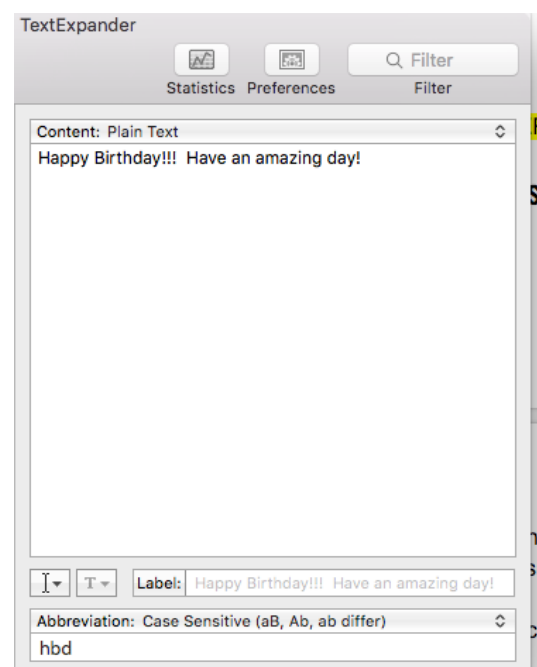 TextExpander
Filter
Statistics Preferences Filter
Content: Plain Text
Happy Birthday!!!  Have an amazing day!
T
Label: Happy Birthday!!!  Have an amazing day!
Abbreviation: Case Sensitive (aB, Ab, ab differ)
hbd